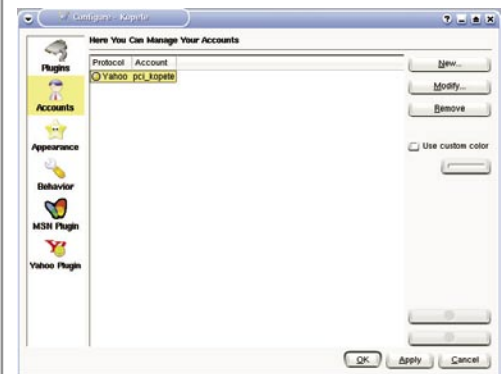 Configure - Kopete
Here You Can Manage Your Accounts
Plugins
Accounts
Appearance
Behavior
MSN Plugin
Yahoo Plugin
Protocol Account
Yahoo pci_kopete
New...
Modify...
Remove
Use custom color
OK Apply Cancel